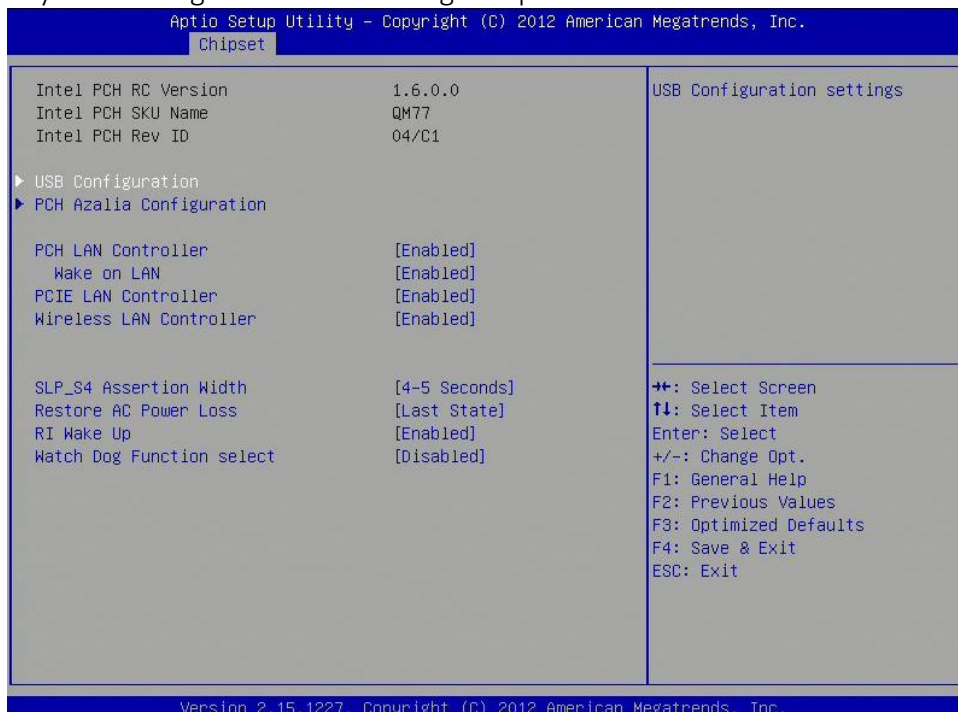 Aptio Setup Utility – Copyright (C) 2012 American Megatrends, Inc.
Chipset
Intel PCH RC Version 1.6.0.0
Intel PCH SKU Name QM77
Intel PCH Rev ID 04/C1
USB Configuration
PCH Azalia Configuration
PCH LAN Controller [Enabled]
Wake on LAN [Enabled]
PCIE LAN Controller [Enabled]
Wireless LAN Controller [Enabled]
SLP_S4 Assertion Width [4-5 Seconds]
Restore AC Power Loss [Last State]
RI Wake Up [Enabled]
Watch Dog Function select [Disabled]
USB Configuration settings
→←: Select Screen
↑↓: Select Item
Enter: Select
+/-: Change Opt.
F1: General Help
F2: Previous Values
F3: Optimized Defaults
F4: Save & Exit
ESC: Exit
Version 2.15.1227. Copyright (C) 2012 American Megatrends, Inc.